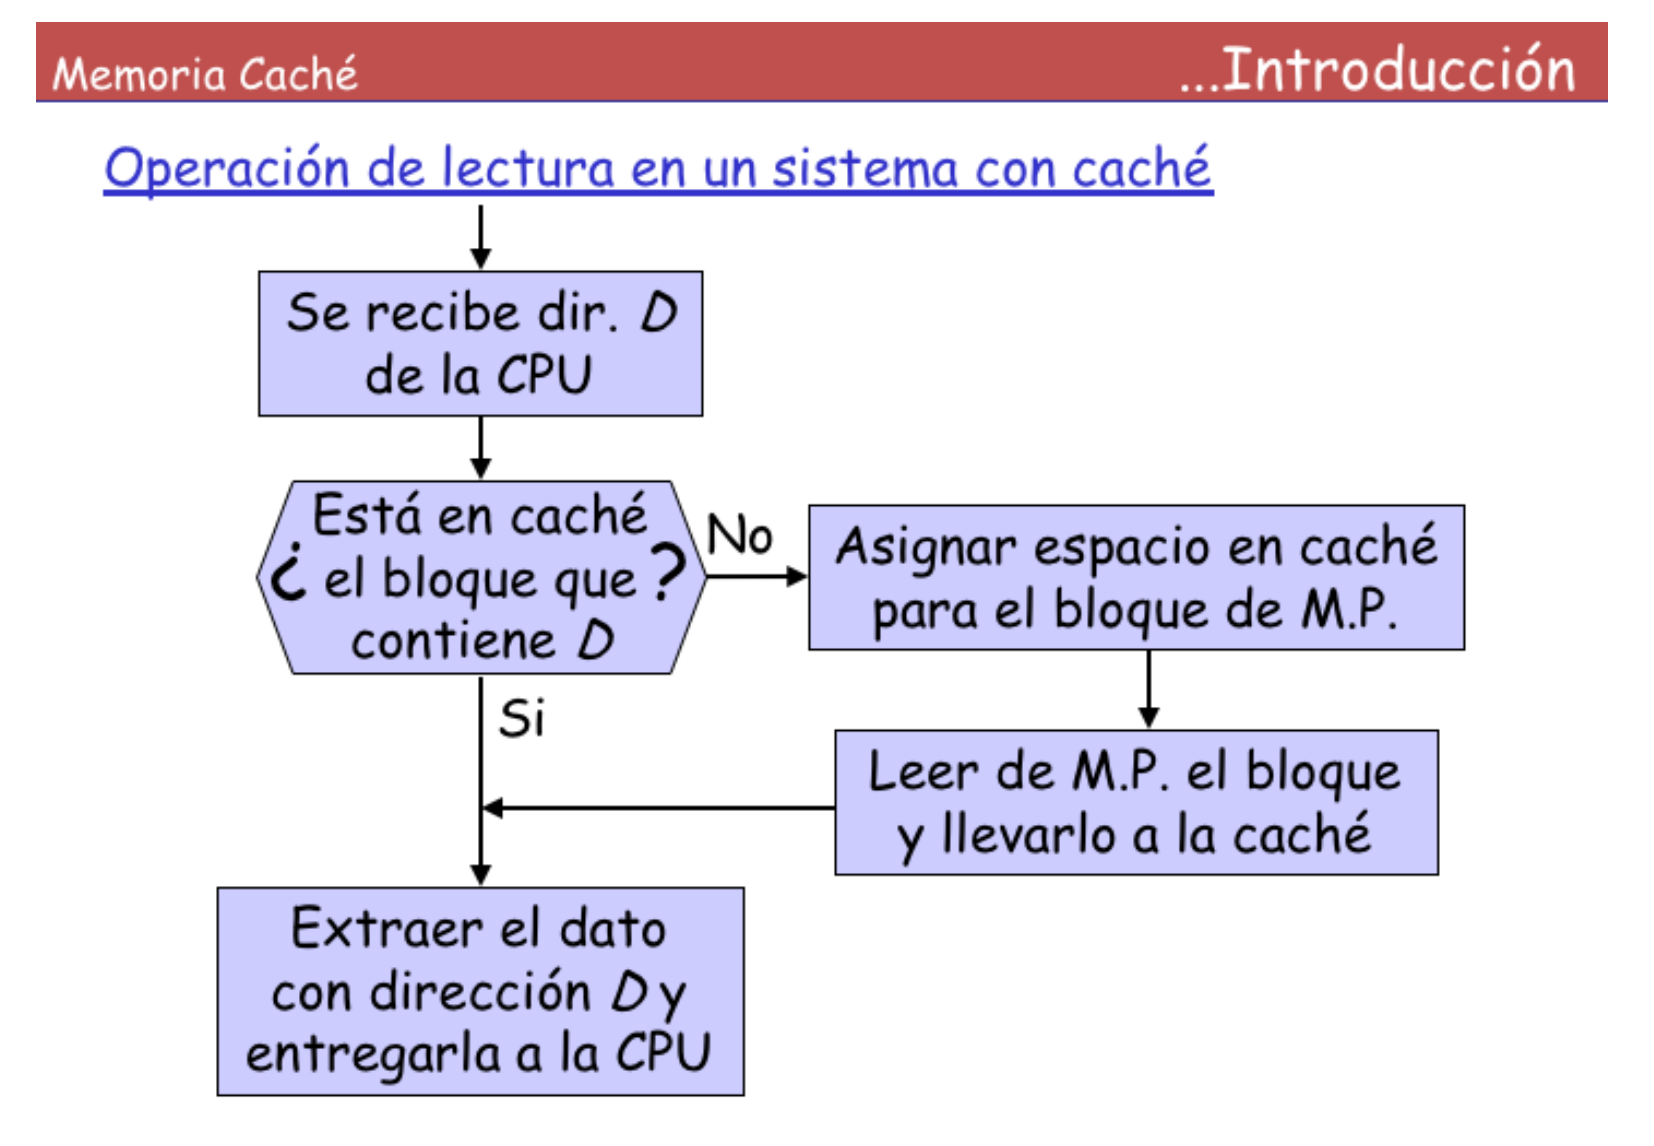 Memoria Caché
...Introducción
Operación de lectura en un sistema con caché
Se recibe dir. D
de la CPU
Está en caché
¿ el bloque que ?
contiene D
No
Asignar espacio en caché
para el bloque de M.P.
Si
Leer de M.P. el bloque
y llevarlo a la caché
Extraer el dato
con dirección D y
entregarla a la CPU